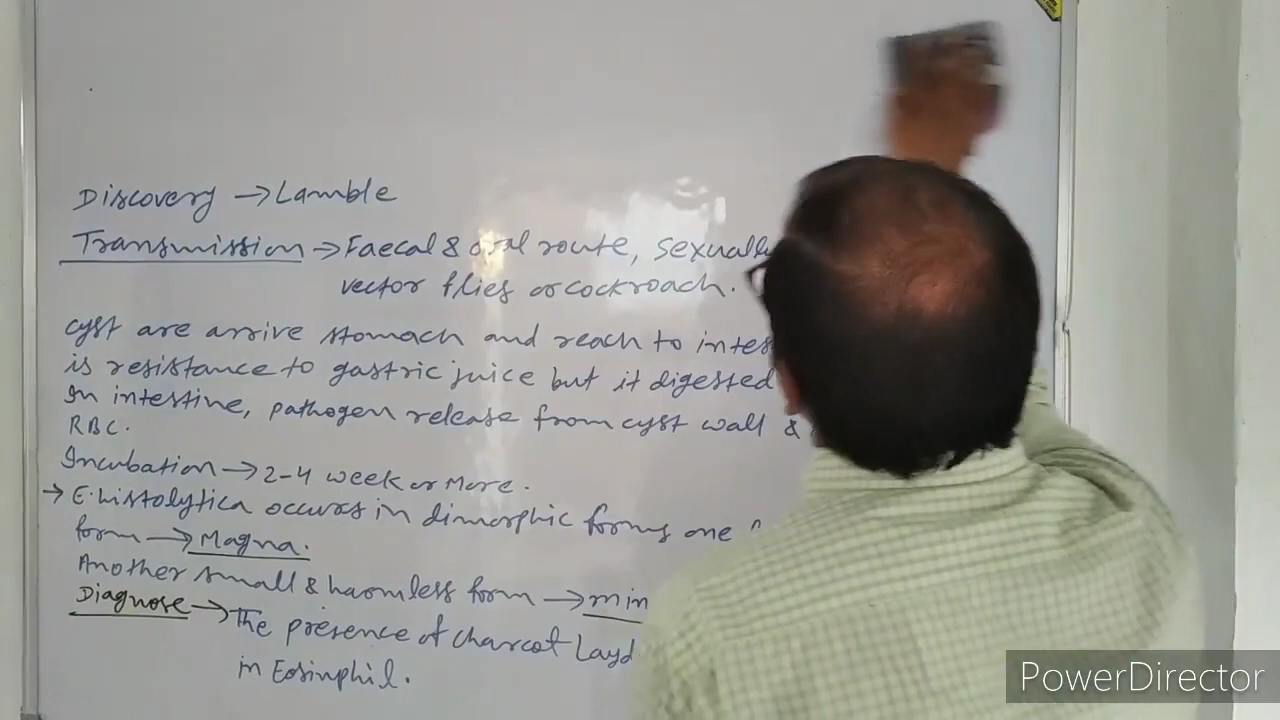 Discovery → Lamble
Transmission → Faecal & oral route, sexually
vector flies or cockroach.
cyst are arrive stomach and reach to intes
is resistance to gastric juice but it digested
In intestine, pathogen release from cyst wall &
RBC.
Incubation → 2-4 week or more.
→ E. histolytica occurs in dimorphic forms one
form → Magna.
Another small & harmless form → min
Diagnose → The presence of charcot Layd
in Eosinphil.
PowerDirector